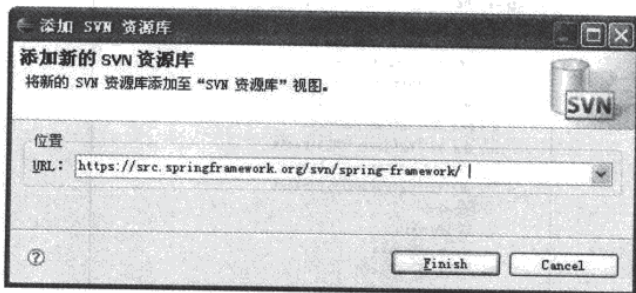 添加 SVN 资源库
添加新的 SVN 资源库
将新的 SVN 资源库添加至“SVN 资源库”视图。
SVN
位置
URL: https://src.springframework.org/svn/spring-framework/
Finish
Cancel